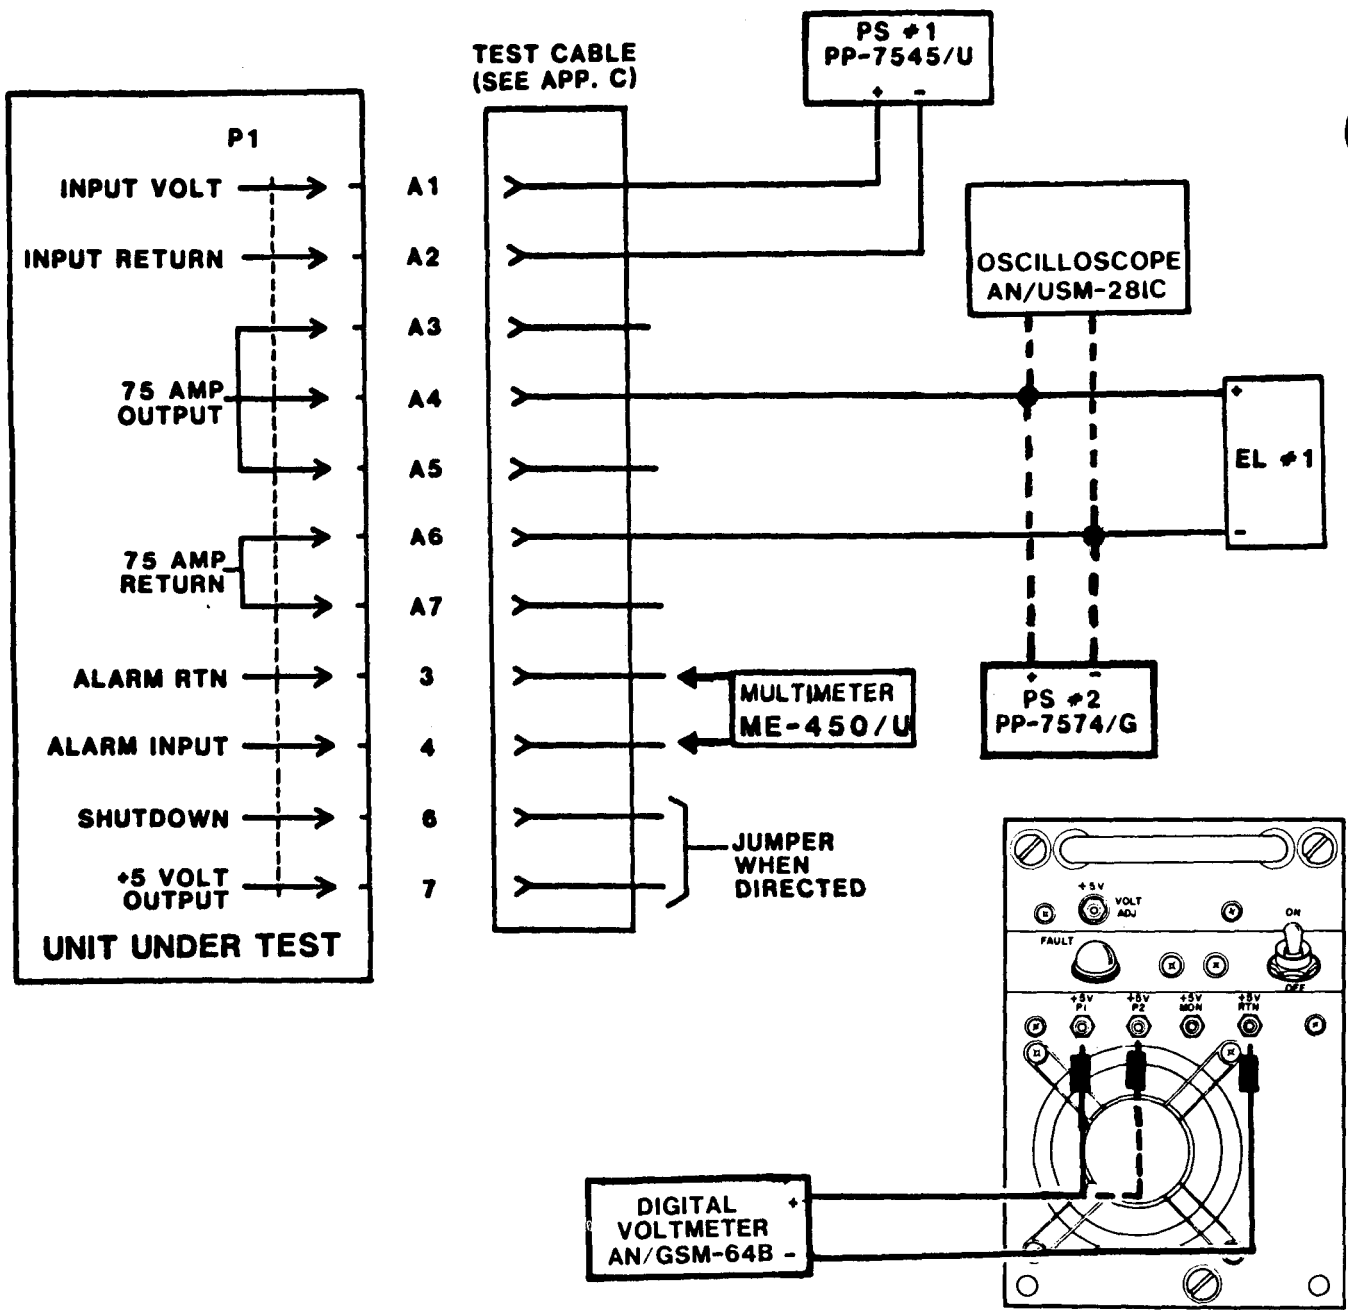 PS #1
PP-7545/U
+ -
TEST CABLE
(SEE APP. C)
P1
INPUT VOLT
A1
INPUT RETURN
A2
OSCILLOSCOPE
AN/USM-281C
A3
75 AMP
OUTPUT
A4
+
A5
EL #1
A6
-
75 AMP
RETURN
A7
ALARM RTN
3
+ -
PS #2
PP-7574/G
MULTIMETER
ME-450/U
ALARM INPUT
4
SHUTDOWN
6
JUMPER
WHEN
DIRECTED
+5 VOLT
OUTPUT
7
UNIT UNDER TEST
+5V
VOLT
ADJ
ON
FAULT
OFF
+5V
P1
+5V
P2
+5V
MON
+5V
RTN
DIGITAL +
VOLTMETER
AN/GSM-64B -